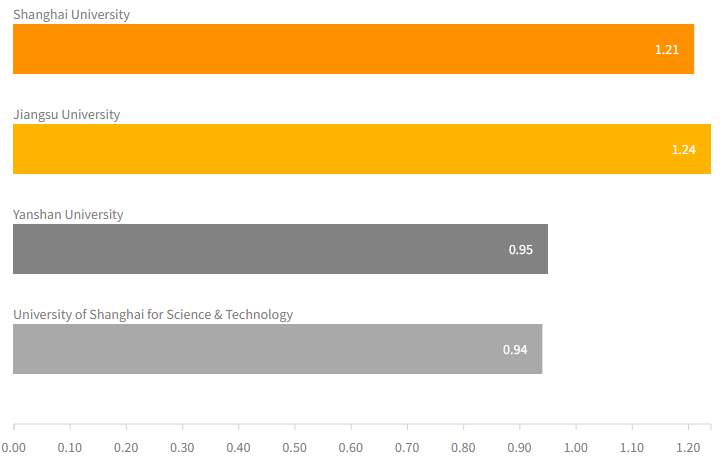 Shanghai University
1.21
Jiangsu University
1.24
Yanshan University
0.95
University of Shanghai for Science & Technology
0.94
0.00 0.10 0.20 0.30 0.40 0.50 0.60 0.70 0.80 0.90 1.00 1.10 1.20